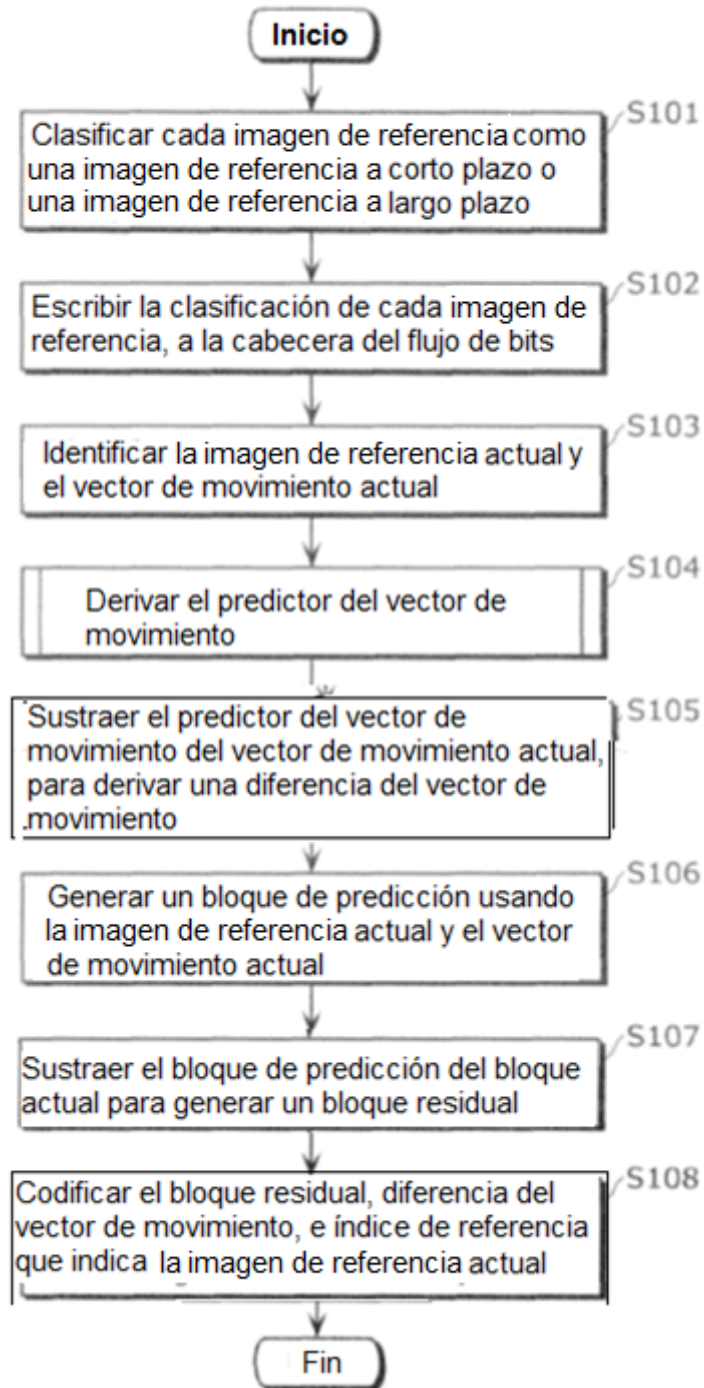 Inicio
S101
Clasificar cada imagen de referencia como
una imagen de referencia a corto plazo o
una imagen de referencia a largo plazo
S102
Escribir la clasificación de cada imagen de
referencia, a la cabecera del flujo de bits
S103
Identificar la imagen de referencia actual y
el vector de movimiento actual
S104
Derivar el predictor del vector de
movimiento
S105
Sustraer el predictor del vector de
movimiento del vector de movimiento actual,
para derivar una diferencia del vector de
movimiento
S106
Generar un bloque de predicción usando
la imagen de referencia actual y el vector
de movimiento actual
S107
Sustraer el bloque de predicción del bloque
actual para generar un bloque residual
S108
Codificar el bloque residual, diferencia del
vector de movimiento, e índice de referencia
que indica la imagen de referencia actual
Fin